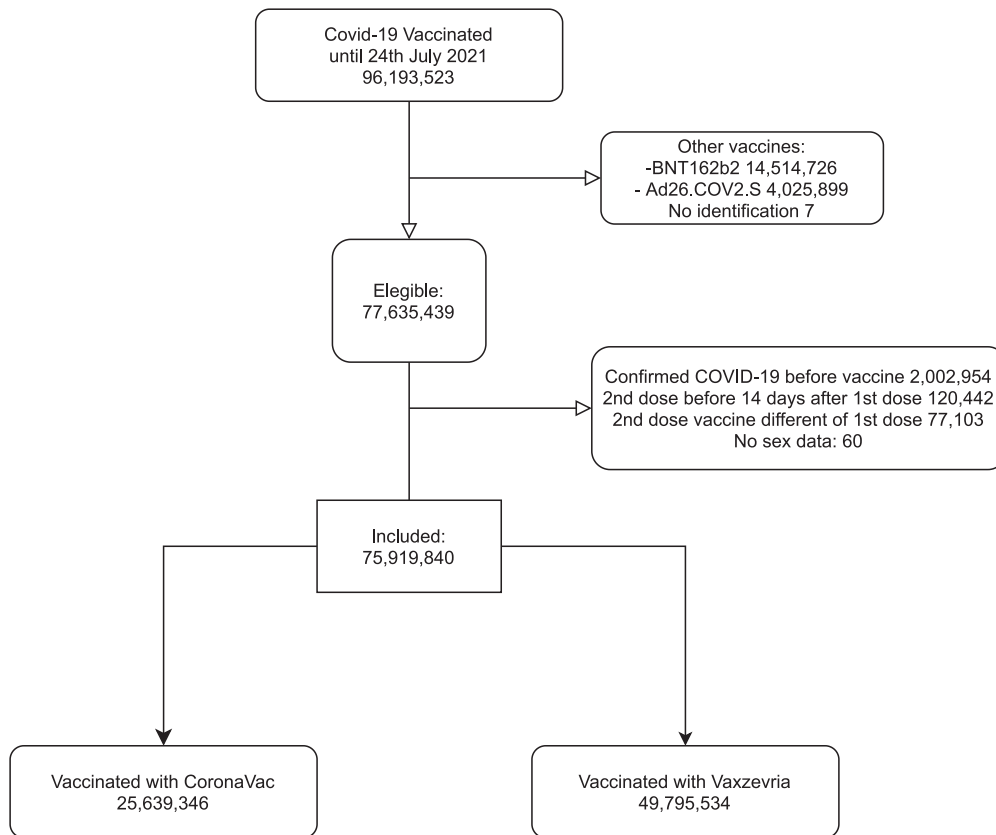 Covid-19 Vaccinated
until 24th July 2021
96,193,523
Other vaccines:
-BNT162b2 14,514,726
- Ad26.COV2.S 4,025,899
No identification 7
Elegible:
77,635,439
Confirmed COVID-19 before vaccine 2,002,954
2nd dose before 14 days after 1st dose 120,442
2nd dose vaccine different of 1st dose 77,103
No sex data: 60
Included:
75,919,840
Vaccinated with CoronaVac
25,639,346
Vaccinated with Vaxzevria
49,795,534